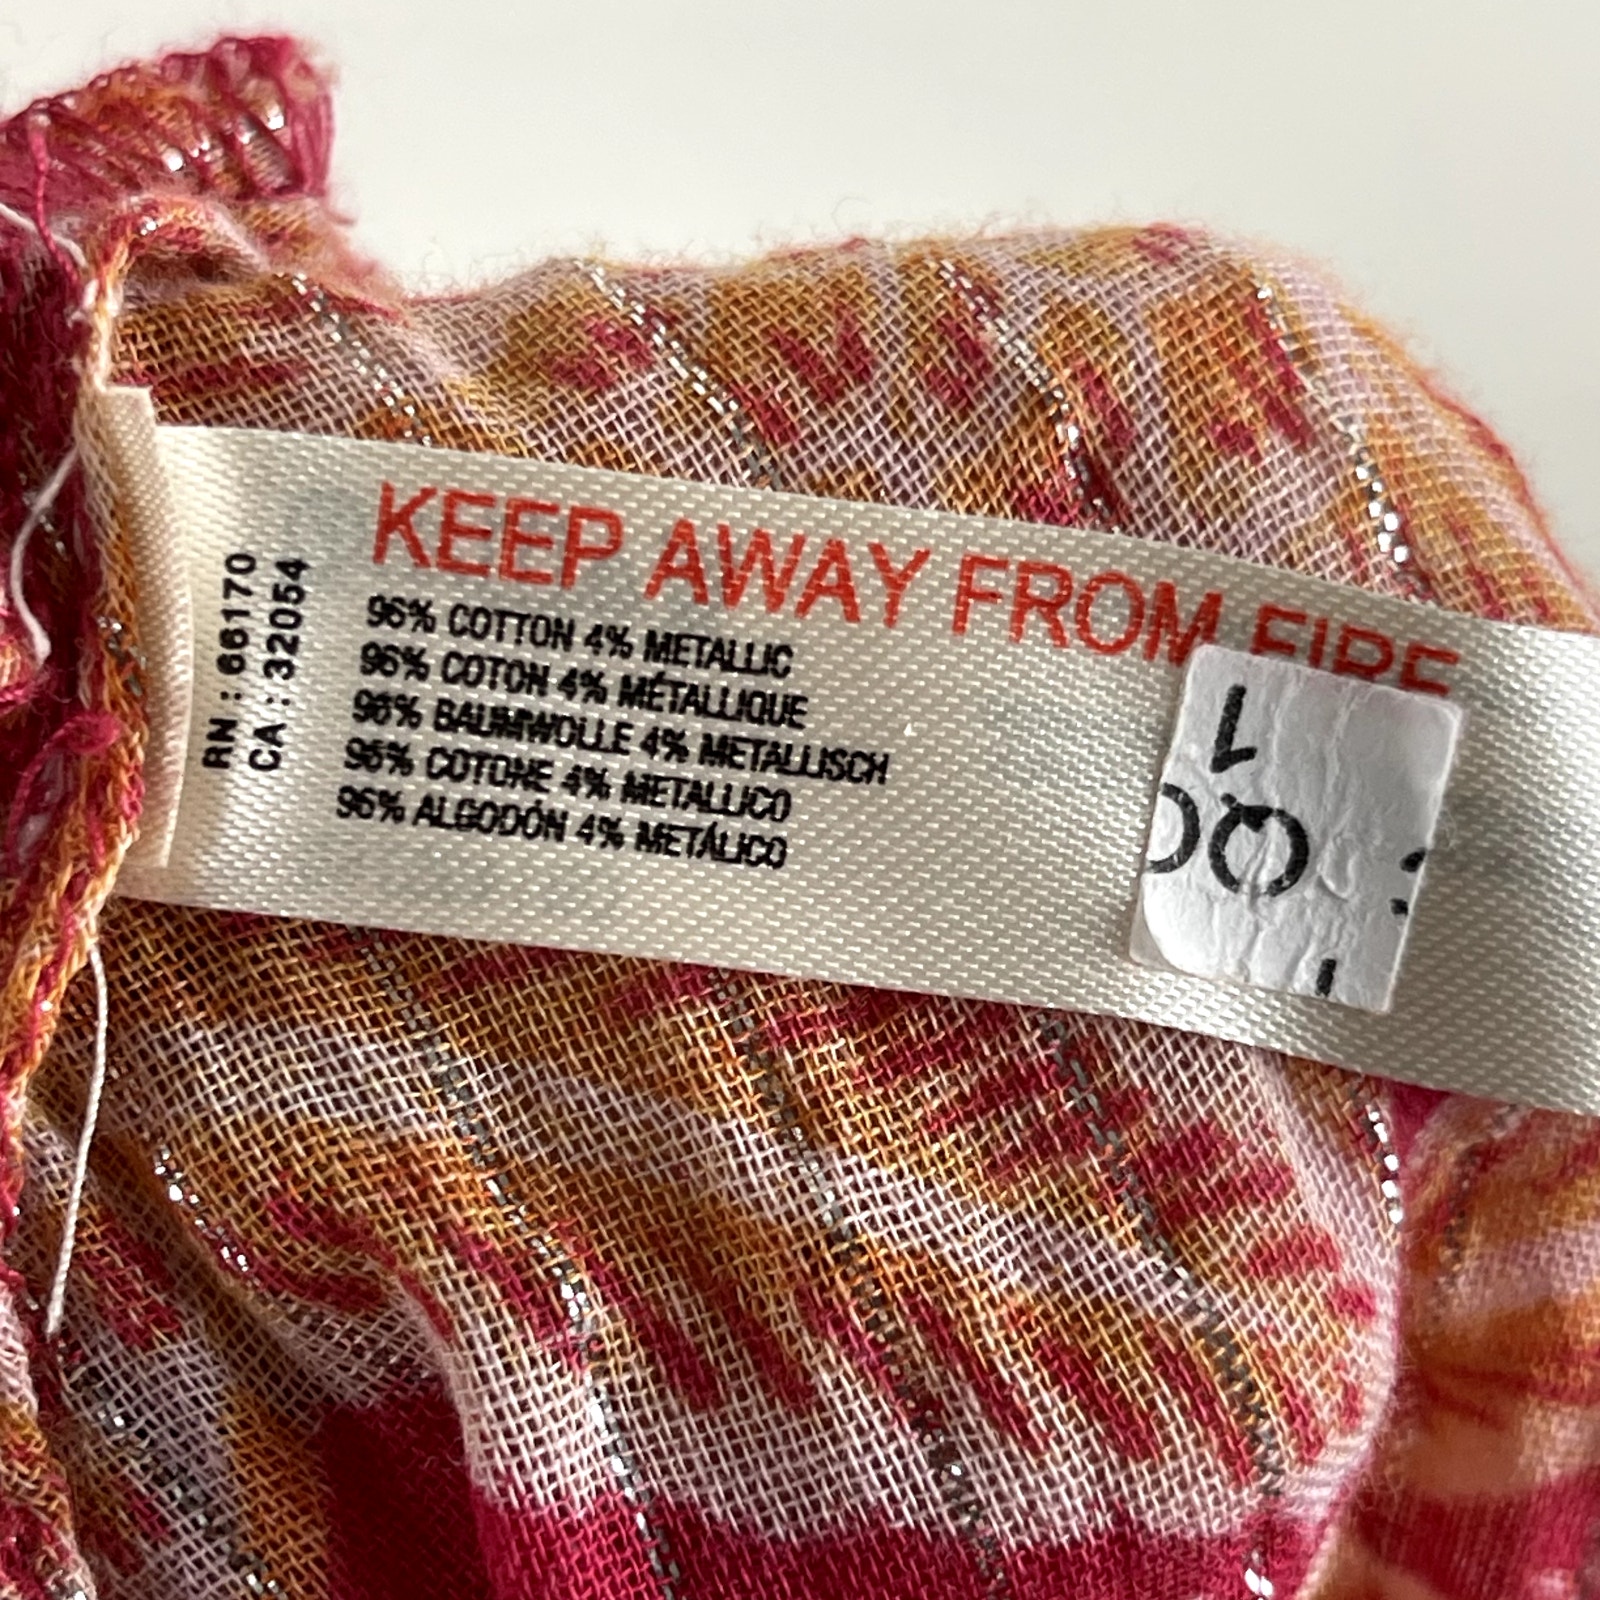 KEEP AWAY FROM FIRE
96% COTTON 4% METALLIC
96% COTON 4% MÉTALLIQUE
96% BAUMWOLLE 4% METALLISCH
96% COTONE 4% METALLICO
96% ALGODÓN 4% METÁLICO
RN : 66170
CA : 32054